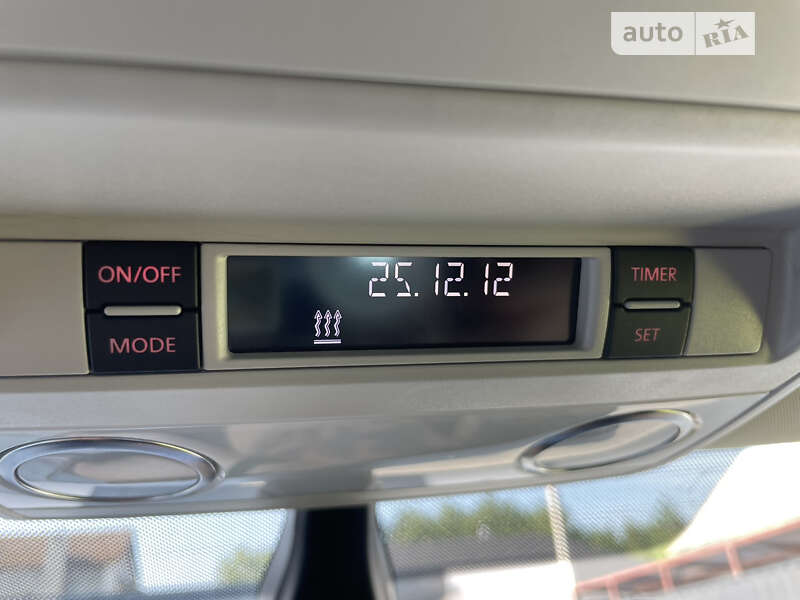 auto RIA
ON/OFF
25.12.12
TIMER
MODE
SET